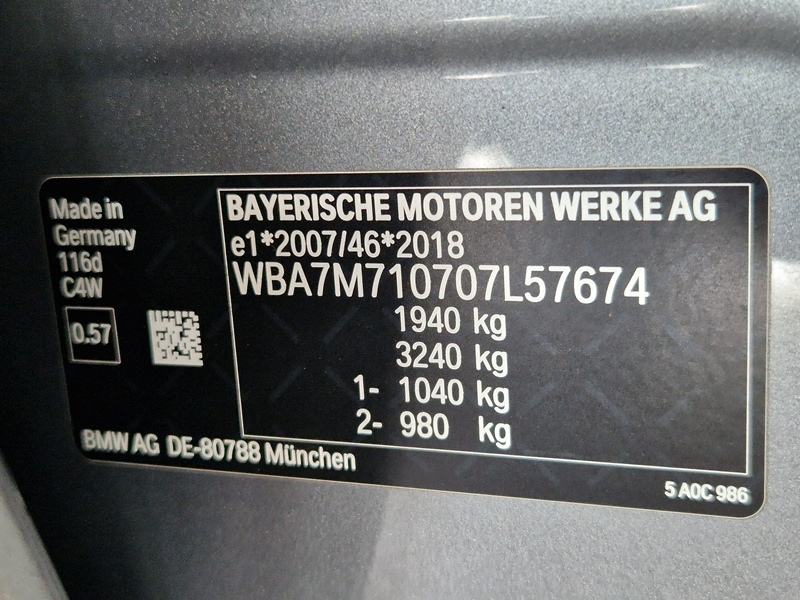 Made in
Germany
116d
C4W
0.57
BAYERISCHE MOTOREN WERKE AG
e1*2007/46*2018
WBA7M710707L57674
1940 kg
3240 kg
1- 1040 kg
2- 980 kg
BMW AG DE-80788 München
5 A0C 986